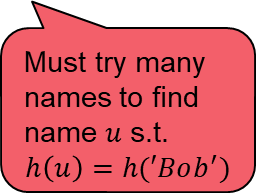 Must try many
names to find
name 𝑢 s.t.
ℎ(𝑢) = ℎ(′𝐵𝑜𝑏′)